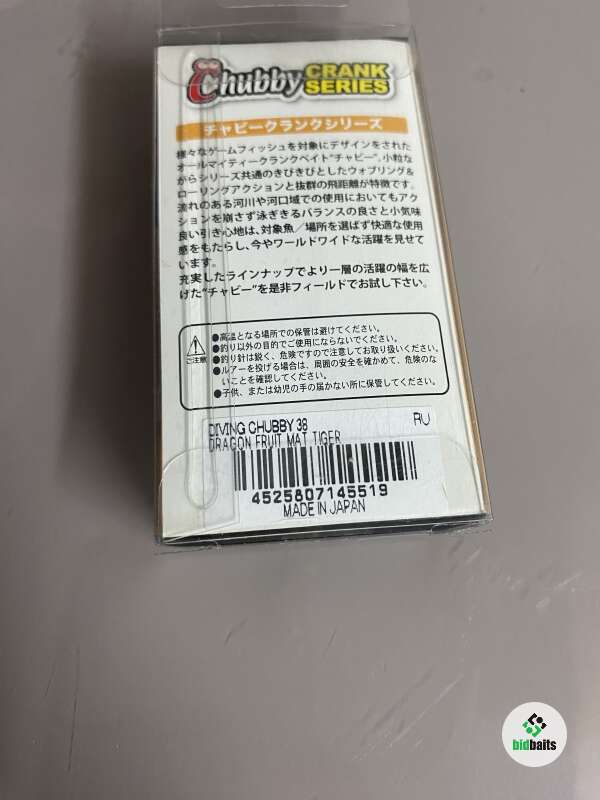 Chubby CRANK SERIES
チャビークランクシリーズ
様々なゲームフィッシュを対象にデザインをされた
オールマイティークランクベイト“チャビー”。小粒な
がらシリーズ共通のきびきびとしたウォブリング＆
ローリングアクションと抜群の飛距離が特徴です。
流れのある河川や河口域での使用においてもアク
ションを崩さず泳ぎきるバランスの良さと小気味
良い引き心地は、対象魚／場所を選ばず快適な使用
感をもたらし、今やワールドワイドな活躍を見せて
います。
充実したラインナップでより一層の活躍の幅を広
げた“チャビー”を是非フィールドでお試し下さい。
ご注意
●高温となる場所での保管は避けてください。
●釣り以外の目的でご使用にならないでください。
●釣り針は鋭く、危険ですので注意してお取り扱いください。
●ルアーを投げる場合は、周囲の安全を確かめて、危険のな
いことを確認してください。
●子供、または幼児の手の届かない所に保管してください。
DIVING CHUBBY 38 RU
DRAGON FRUIT MAT TIGER
4525807145519
MADE IN JAPAN
bidbaits